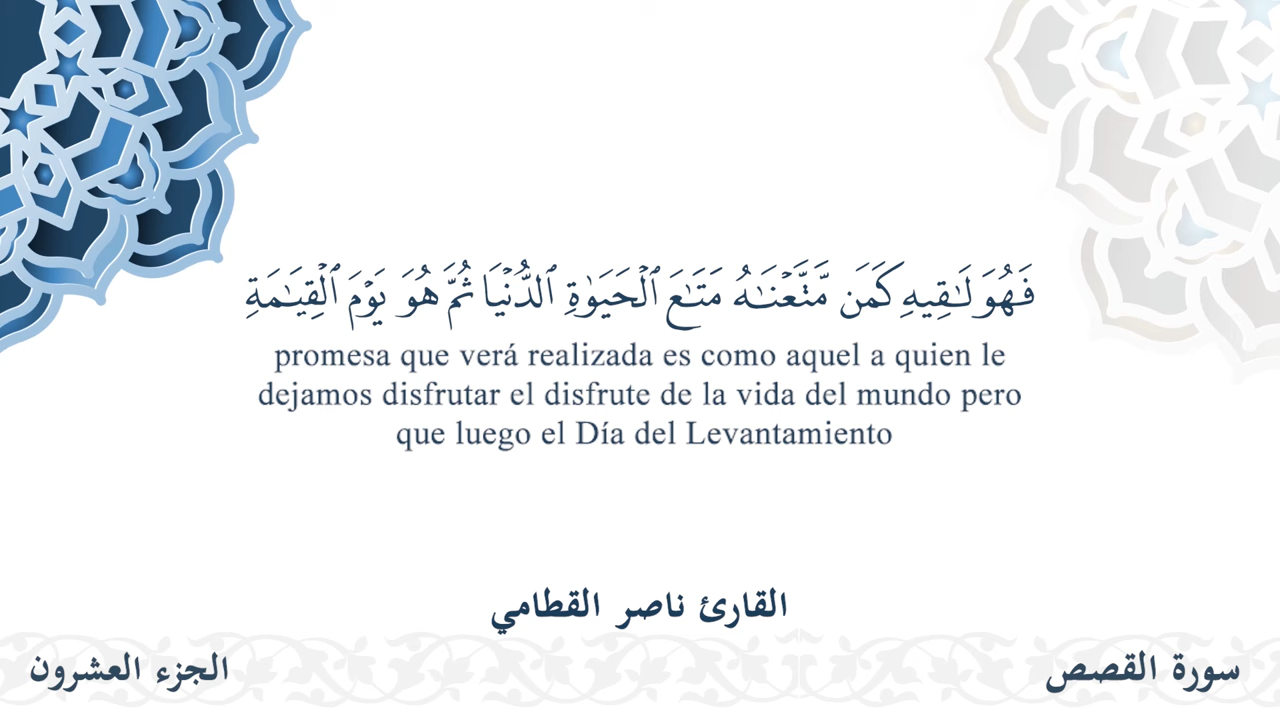 فَهُوَ لَـٰقِيهِ كَمَن مَّتَّعۡنَـٰهُ مَتَـٰعَ ٱلۡحَيَوٰةِ ٱلدُّنۡيَا ثُمَّ هُوَ يَوۡمَ ٱلۡقِيَـٰمَةِ
promesa que verá realizada es como aquel a quien le
dejamos disfrutar el disfrute de la vida del mundo pero
que luego el Día del Levantamiento
القارئ ناصر القطامي
سورة القصص
الجزء العشرون